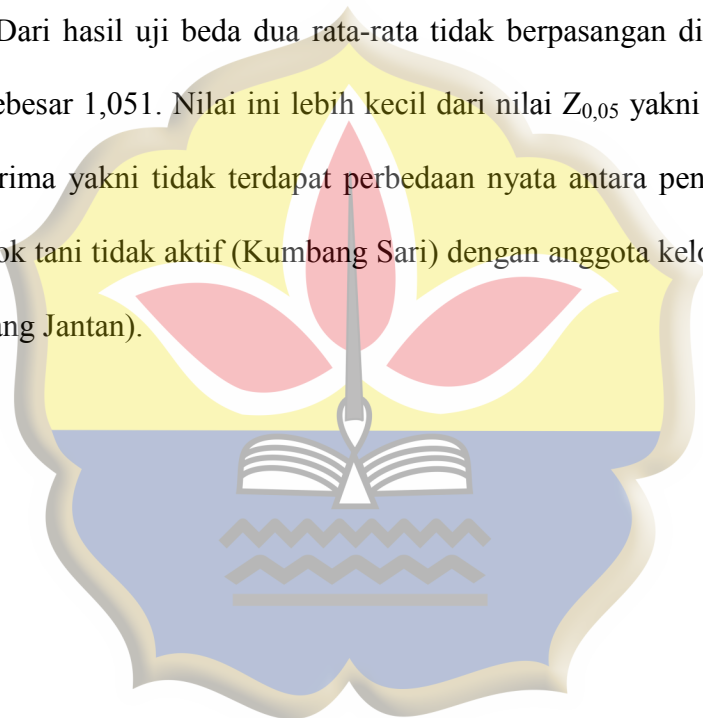 Dari hasil uji beda dua rata-rata tidak berpasangan di
ebesar 1,051. Nilai ini lebih kecil dari nilai Z0,05 yakni
rima yakni tidak terdapat perbedaan nyata antara pen
ok tani tidak aktif (Kumbang Sari) dengan anggota kelo
ang Jantan).